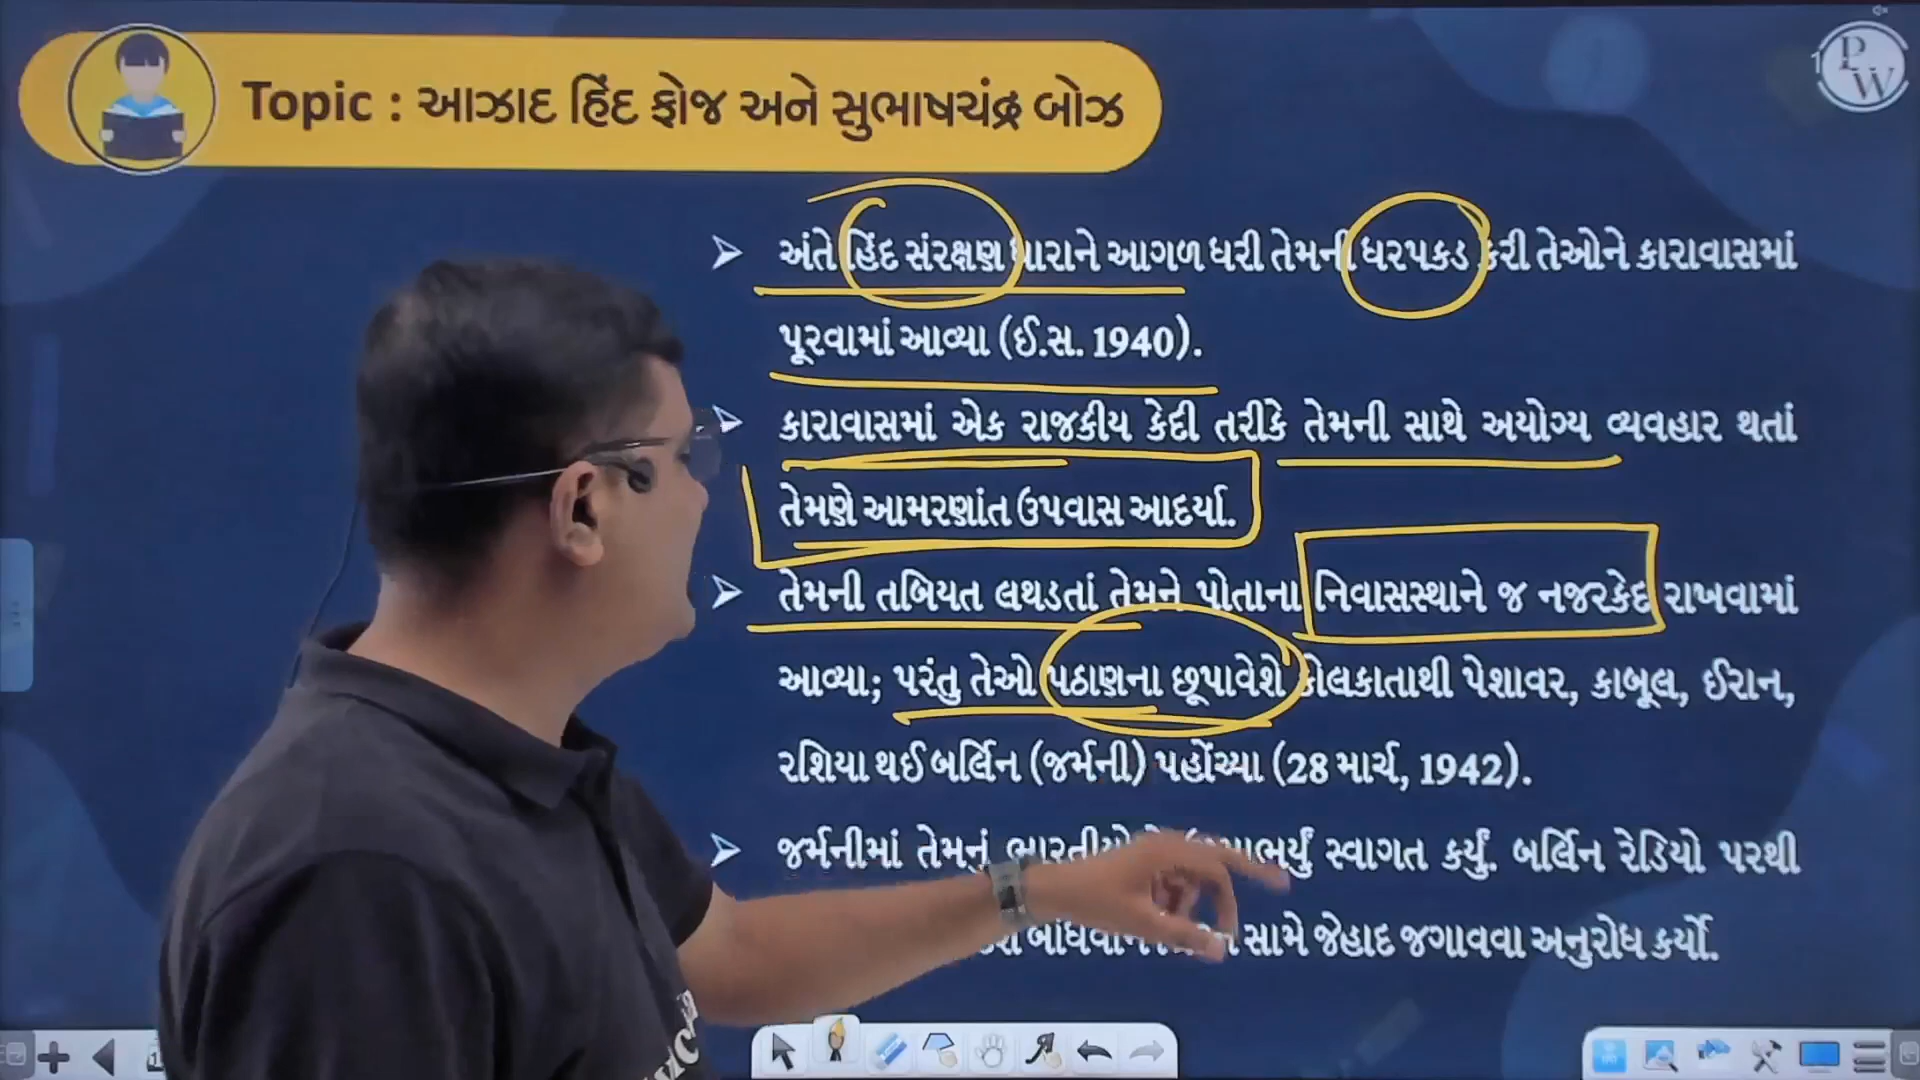 Topic : આઝાદ હિંદ ફોજ અને સુભાષચંદ્ર બોઝ
PW
અંતે હિંદ સંરક્ષણ ધારાને આગળ ધરી તેમની ધરપકડ કરી તેઓને કારાવાસમાં
પૂરવામાં આવ્યા (ઈ.સ. 1940).
કારાવાસમાં એક રાજકીય કેદી તરીકે તેમની સાથે અયોગ્ય વ્યવહાર થતાં
તેમણે આમરણાંત ઉપવાસ આદર્યા.
તેમની તબિયત લથડતાં તેમને પોતાના નિવાસસ્થાને જ નજરકેદ રાખવામાં
આવ્યા; પરંતુ તેઓ પઠાણના છૂપાવેશે કોલકાતાથી પેશાવર, કાબૂલ, ઈરાન,
રશિયા થઈ બર્લિન (જર્મની) પહોંચ્યા (28 માર્ચ, 1942).
જર્મનીમાં તેમનું સ્વાગત કર્યું. બર્લિન રેડિયો પરથી
સામે જેહાદ જગાવવા અનુરોધ કર્યો.